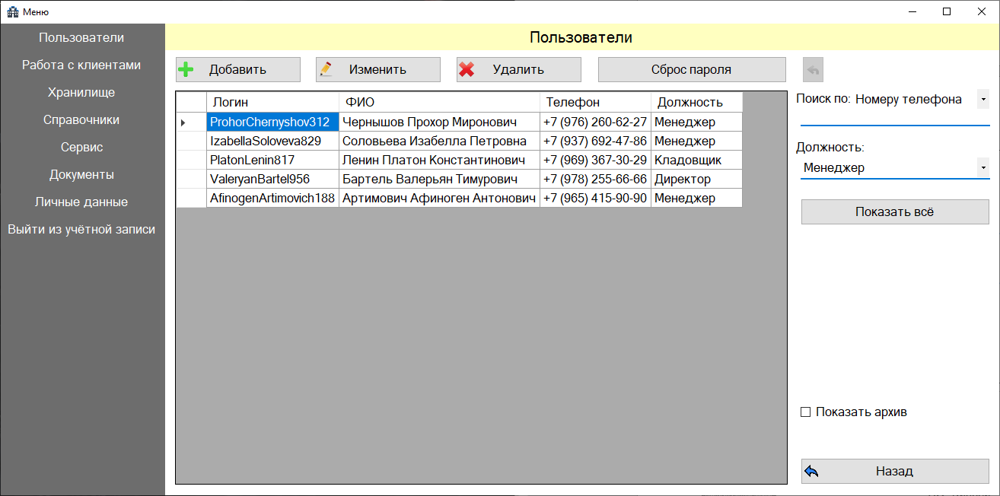 Меню
Пользователи
Работа с клиентами
Хранилище
Справочники
Сервис
Документы
Личные данные
Выйти из учётной записи
Пользователи
Добавить Изменить Удалить Сброс пароля
Логин ФИО Телефон Должность
ProhorChernyshov312 Чернышов Прохор Миронович +7 (976) 260-62-27 Менеджер
IzabellaSoloveva829 Соловьева Изабелла Петровна +7 (937) 692-47-86 Менеджер
PlatonLenin817 Ленин Платон Константинович +7 (969) 367-30-29 Кладовщик
ValeryanBartel956 Бартель Валерьян Тимурович +7 (978) 255-66-66 Директор
AfinogenArtimovich188 Артимович Афиноген Антонович +7 (965) 415-90-90 Менеджер
Поиск по: Номеру телефона
Должность:
Менеджер
Показать всё
Показать архив
Назад